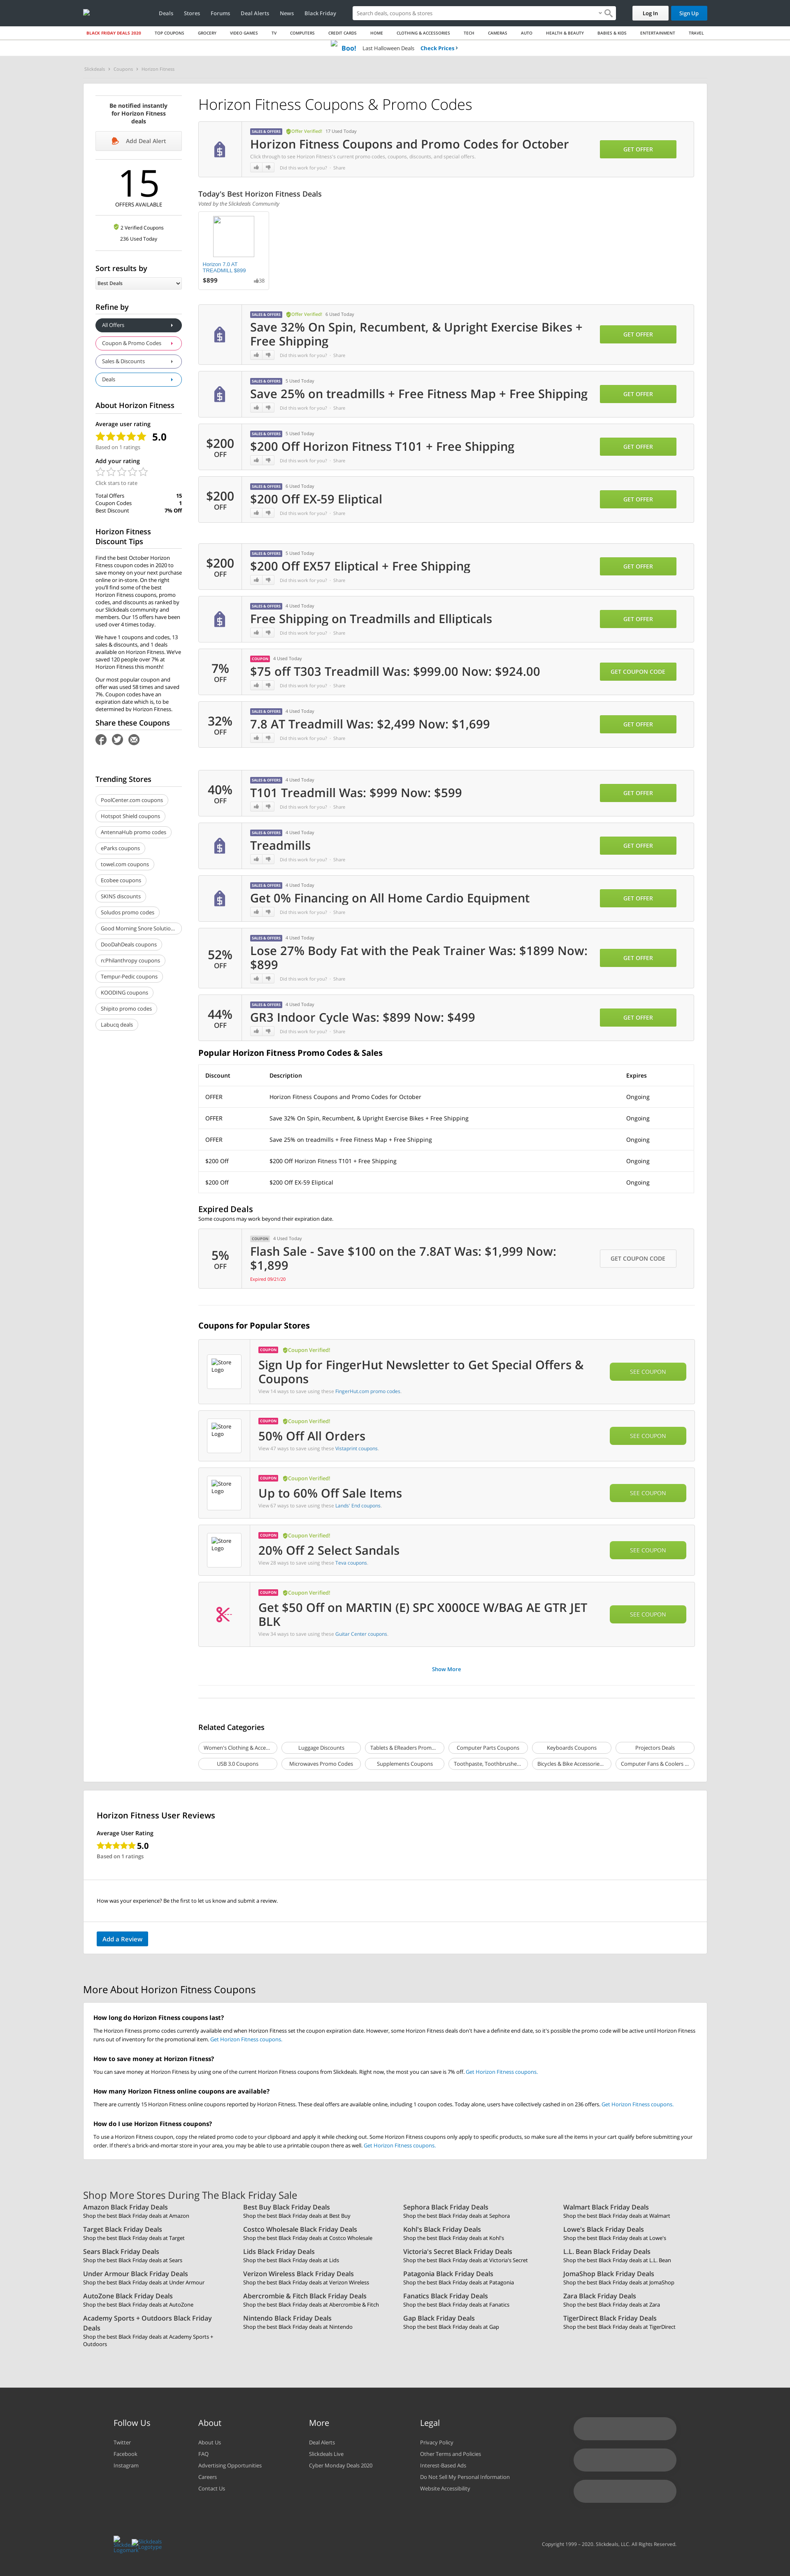 Deals
Stores
Forums
Deal Alerts
News
Black Friday
Search deals, coupons & stores
Log In
Sign Up
BLACK FRIDAY DEALS 2020
TOP COUPONS
GROCERY
VIDEO GAMES
TV
COMPUTERS
CREDIT CARDS
HOME
CLOTHING & ACCESSORIES
TECH
CAMERAS
AUTO
HEALTH & BEAUTY
BABIES & KIDS
ENTERTAINMENT
TRAVEL
Boo! Last Halloween Deals Check Prices
Slickdeals
Coupons
Horizon Fitness
Be notified instantly
for Horizon Fitness
deals
Add Deal Alert
15
OFFERS AVAILABLE
2 Verified Coupons
236 Used Today
Sort results by
Best Deals
Refine by
All Offers
Coupon & Promo Codes
Sales & Discounts
Deals
About Horizon Fitness
Average user rating
5.0
Based on 1 ratings
Add your rating
Click stars to rate
Total Offers 15
Coupon Codes 1
Best Discount 7% Off
Horizon Fitness
Discount Tips
Find the best October Horizon
Fitness coupon codes in 2020 to
save money on your next purchase
online or in-store. On the right
you'll find some of the best
Horizon Fitness coupons, promo
codes, and discounts as ranked by
our Slickdeals community and
members. Our 15 offers have been
used over 4 times today.
We have 1 coupons and codes, 13
sales & discounts, and 1 deals
available on Horizon Fitness. We've
saved 120 people over 7% at
Horizon Fitness this month!
Our most popular coupon and
offer was used 58 times and saved
7%. Coupon codes have an
expiration date which is, to be
determined by Horizon Fitness.
Share these Coupons
Trending Stores
PoolCenter.com coupons
Hotspot Shield coupons
AntennaHub promo codes
eParks coupons
towel.com coupons
Ecobee coupons
SKINS discounts
Soludos promo codes
Good Morning Snore Solutio...
DooDahDeals coupons
n:Philanthropy coupons
Tempur-Pedic coupons
KOODING coupons
Shipito promo codes
Labucq deals
Horizon Fitness Coupons & Promo Codes
SALES & OFFERS Offer Verified! 17 Used Today
Horizon Fitness Coupons and Promo Codes for October
Click through to see Horizon Fitness's current promo codes, coupons, discounts, and special offers.
Did this work for you? · Share
GET OFFER
Today's Best Horizon Fitness Deals
Voted by the Slickdeals Community
Horizon 7.0 AT
TREADMILL $899
$899
38
SALES & OFFERS Offer Verified! 6 Used Today
Save 32% On Spin, Recumbent, & Upright Exercise Bikes +
Free Shipping
Did this work for you? · Share
GET OFFER
SALES & OFFERS 5 Used Today
Save 25% on treadmills + Free Fitness Map + Free Shipping
Did this work for you? · Share
GET OFFER
$200
OFF
SALES & OFFERS 5 Used Today
$200 Off Horizon Fitness T101 + Free Shipping
Did this work for you? · Share
GET OFFER
$200
OFF
SALES & OFFERS 6 Used Today
$200 Off EX-59 Eliptical
Did this work for you? · Share
GET OFFER
$200
OFF
SALES & OFFERS 5 Used Today
$200 Off EX57 Eliptical + Free Shipping
Did this work for you? · Share
GET OFFER
SALES & OFFERS 4 Used Today
Free Shipping on Treadmills and Ellipticals
Did this work for you? · Share
GET OFFER
7%
OFF
COUPON 4 Used Today
$75 off T303 Treadmill Was: $999.00 Now: $924.00
Did this work for you? · Share
GET COUPON CODE
32%
OFF
SALES & OFFERS 4 Used Today
7.8 AT Treadmill Was: $2,499 Now: $1,699
Did this work for you? · Share
GET OFFER
40%
OFF
SALES & OFFERS 4 Used Today
T101 Treadmill Was: $999 Now: $599
Did this work for you? · Share
GET OFFER
SALES & OFFERS 4 Used Today
Treadmills
Did this work for you? · Share
GET OFFER
SALES & OFFERS 4 Used Today
Get 0% Financing on All Home Cardio Equipment
Did this work for you? · Share
GET OFFER
52%
OFF
SALES & OFFERS 4 Used Today
Lose 27% Body Fat with the Peak Trainer Was: $1899 Now:
$899
Did this work for you? · Share
GET OFFER
44%
OFF
SALES & OFFERS 4 Used Today
GR3 Indoor Cycle Was: $899 Now: $499
Did this work for you? · Share
GET OFFER
Popular Horizon Fitness Promo Codes & Sales
Discount Description Expires
OFFER Horizon Fitness Coupons and Promo Codes for October Ongoing
OFFER Save 32% On Spin, Recumbent, & Upright Exercise Bikes + Free Shipping Ongoing
OFFER Save 25% on treadmills + Free Fitness Map + Free Shipping Ongoing
$200 Off $200 Off Horizon Fitness T101 + Free Shipping Ongoing
$200 Off $200 Off EX-59 Eliptical Ongoing
Expired Deals
Some coupons may work beyond their expiration date.
5%
OFF
COUPON 4 Used Today
Flash Sale - Save $100 on the 7.8AT Was: $1,999 Now:
$1,899
Expired 09/21/20
GET COUPON CODE
Coupons for Popular Stores
Store
Logo
COUPON Coupon Verified!
Sign Up for FingerHut Newsletter to Get Special Offers &
Coupons
View 14 ways to save using these FingerHut.com promo codes.
SEE COUPON
Store
Logo
COUPON Coupon Verified!
50% Off All Orders
View 47 ways to save using these Vistaprint coupons.
SEE COUPON
Store
Logo
COUPON Coupon Verified!
Up to 60% Off Sale Items
View 67 ways to save using these Lands' End coupons.
SEE COUPON
Store
Logo
COUPON Coupon Verified!
20% Off 2 Select Sandals
View 28 ways to save using these Teva coupons.
SEE COUPON
COUPON Coupon Verified!
Get $50 Off on MARTIN (E) SPC X000CE W/BAG AE GTR JET
BLK
View 34 ways to save using these Guitar Center coupons.
SEE COUPON
Show More
Related Categories
Women's Clothing & Acce...
Luggage Discounts
Tablets & EReaders Prom...
Computer Parts Coupons
Keyboards Coupons
Projectors Deals
USB 3.0 Coupons
Microwaves Promo Codes
Supplements Coupons
Toothpaste, Toothbrushe...
Bicycles & Bike Accessorie...
Computer Fans & Coolers ...
Horizon Fitness User Reviews
Average User Rating
5.0
Based on 1 ratings
How was your experience? Be the first to let us know and submit a review.
Add a Review
More About Horizon Fitness Coupons
How long do Horizon Fitness coupons last?
The Horizon Fitness promo codes currently available end when Horizon Fitness set the coupon expiration date. However, some Horizon Fitness deals don't have a definite end date, so it's possible the promo code will be active until Horizon Fitness
runs out of inventory for the promotional item. Get Horizon Fitness coupons.
How to save money at Horizon Fitness?
You can save money at Horizon Fitness by using one of the current Horizon Fitness coupons from Slickdeals. Right now, the most you can save is 7% off. Get Horizon Fitness coupons.
How many Horizon Fitness online coupons are available?
There are currently 15 Horizon Fitness online coupons reported by Horizon Fitness. These deal offers are available online, including 1 coupon codes. Today alone, users have collectively cashed in on 236 offers. Get Horizon Fitness coupons.
How do I use Horizon Fitness coupons?
To use a Horizon Fitness coupon, copy the related promo code to your clipboard and apply it while checking out. Some Horizon Fitness coupons only apply to specific products, so make sure all the items in your cart qualify before submitting your
order. If there's a brick-and-mortar store in your area, you may be able to use a printable coupon there as well. Get Horizon Fitness coupons.
Shop More Stores During The Black Friday Sale
Amazon Black Friday Deals
Shop the best Black Friday deals at Amazon
Best Buy Black Friday Deals
Shop the best Black Friday deals at Best Buy
Sephora Black Friday Deals
Shop the best Black Friday deals at Sephora
Walmart Black Friday Deals
Shop the best Black Friday deals at Walmart
Target Black Friday Deals
Shop the best Black Friday deals at Target
Costco Wholesale Black Friday Deals
Shop the best Black Friday deals at Costco Wholesale
Kohl's Black Friday Deals
Shop the best Black Friday deals at Kohl's
Lowe's Black Friday Deals
Shop the best Black Friday deals at Lowe's
Sears Black Friday Deals
Shop the best Black Friday deals at Sears
Lids Black Friday Deals
Shop the best Black Friday deals at Lids
Victoria's Secret Black Friday Deals
Shop the best Black Friday deals at Victoria's Secret
L.L. Bean Black Friday Deals
Shop the best Black Friday deals at L.L. Bean
Under Armour Black Friday Deals
Shop the best Black Friday deals at Under Armour
Verizon Wireless Black Friday Deals
Shop the best Black Friday deals at Verizon Wireless
Patagonia Black Friday Deals
Shop the best Black Friday deals at Patagonia
JomaShop Black Friday Deals
Shop the best Black Friday deals at JomaShop
AutoZone Black Friday Deals
Shop the best Black Friday deals at AutoZone
Abercrombie & Fitch Black Friday Deals
Shop the best Black Friday deals at Abercrombie & Fitch
Fanatics Black Friday Deals
Shop the best Black Friday deals at Fanatics
Zara Black Friday Deals
Shop the best Black Friday deals at Zara
Academy Sports + Outdoors Black Friday
Deals
Shop the best Black Friday deals at Academy Sports +
Outdoors
Nintendo Black Friday Deals
Shop the best Black Friday deals at Nintendo
Gap Black Friday Deals
Shop the best Black Friday deals at Gap
TigerDirect Black Friday Deals
Shop the best Black Friday deals at TigerDirect
Follow Us
Twitter
Facebook
Instagram
About
About Us
FAQ
Advertising Opportunities
Careers
Contact Us
More
Deal Alerts
Slickdeals Live
Cyber Monday Deals 2020
Legal
Privacy Policy
Other Terms and Policies
Interest-Based Ads
Do Not Sell My Personal Information
Website Accessibility
Slickdeals
Logotype
Copyright 1999 – 2020. Slickdeals, LLC. All Rights Reserved.